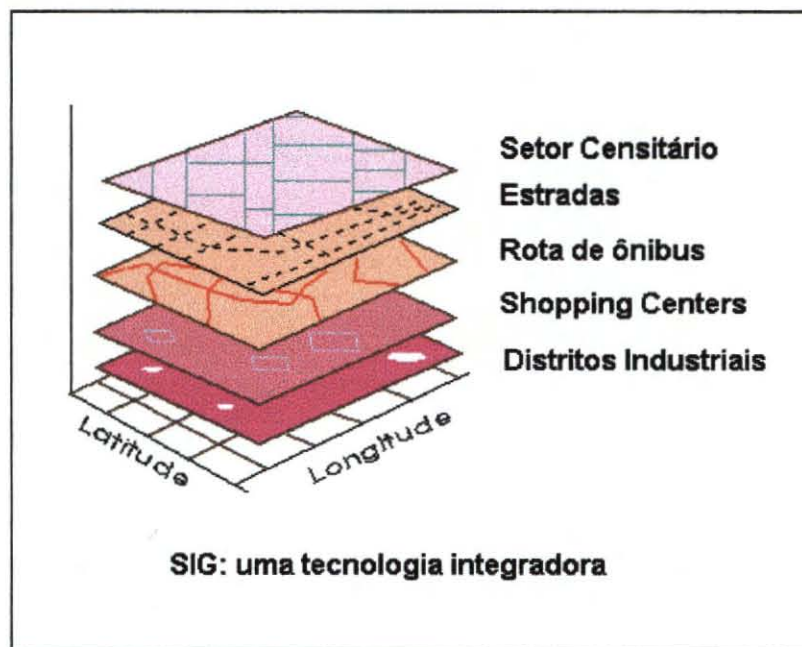 Setor Censitário
Estradas
Rota de ônibus
Shopping Centers
Distritos Industriais
Latitude
Longitude
SIG: uma tecnologia integradora